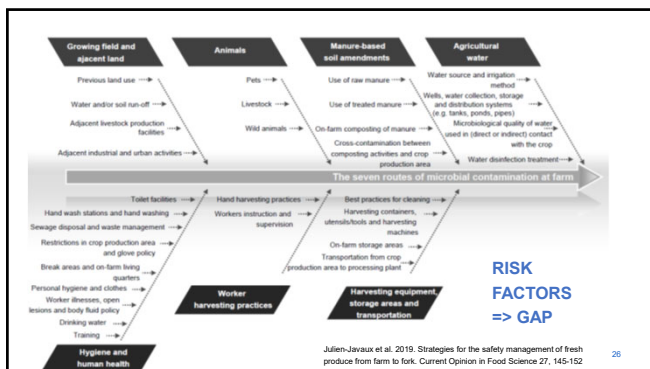 Growing field and
ajacent land
Animals
Manure-based
soil amendments
Agricultural
water
Previous land use
Water and/or soil run-off
Adjacent livestock production
facilities
Adjacent industrial and urban activities
Pets
Livestock
Wild animals
Use of raw manure
Use of treated manure
On-farm composting of manure
Cross-contamination between
composting activities and crop
production area
Water source and irrigation
method
Wells, water collection, storage
and distribution systems
(e.g. tanks, ponds, pipes)
Microbiological quality of water
used in (direct or indirect) contact
with the crop
Water disinfection treatment
The seven routes of microbial contamination at farm
Toilet facilities
Hand wash stations and hand washing
Sewage disposal and waste management
Restrictions in crop production area
and glove policy
Break areas and on-farm living
quarters
Personal hygiene and clothes
Worker illnesses, open
lesions and body fluid policy
Drinking water
Training
Hygiene and
human health
Hand harvesting practices
Workers instruction and
supervision
Worker
harvesting practices
Best practices for cleaning
Harvesting containers,
utensils/tools and harvesting
machines
On-farm storage areas
Transportation from crop
production area to processing plant
Harvesting equipment,
storage areas and
transportation
RISK
FACTORS
=> GAP
Julien-Javaux et al. 2019. Strategies for the safety management of fresh
produce from farm to fork. Current Opinion in Food Science 27, 145-152
26